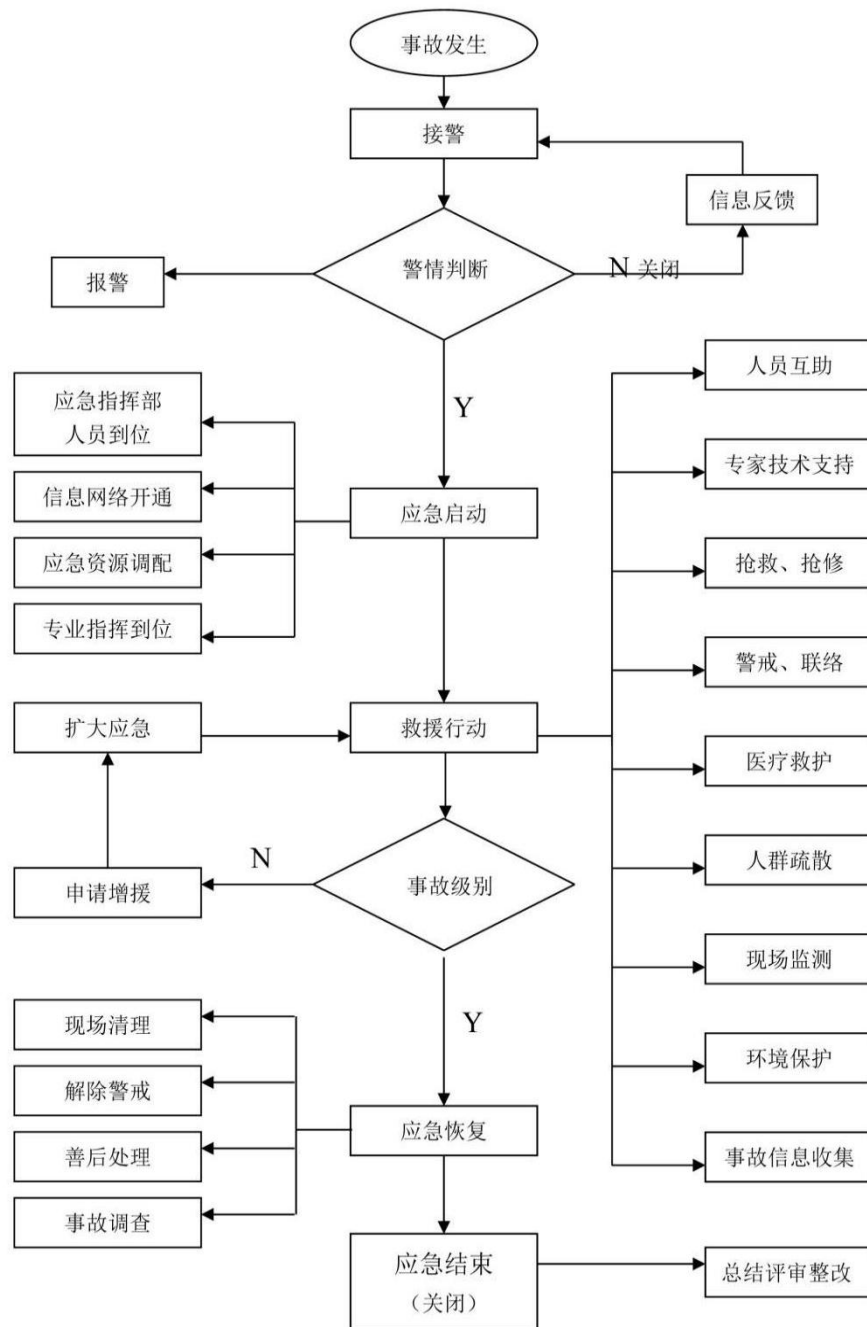 事故发生
接警
信息反馈
警情判断
报警
N 关闭
人员互助
Y
应急指挥部
人员到位
专家技术支持
信息网络开通
应急启动
应急资源调配
抢救、抢修
专业指挥到位
警戒、联络
扩大应急
救援行动
医疗救护
N
人群疏散
申请增援
事故级别
现场监测
现场清理
Y
环境保护
解除警戒
应急恢复
善后处理
事故信息收集
事故调查
应急结束
（关闭）
总结评审整改